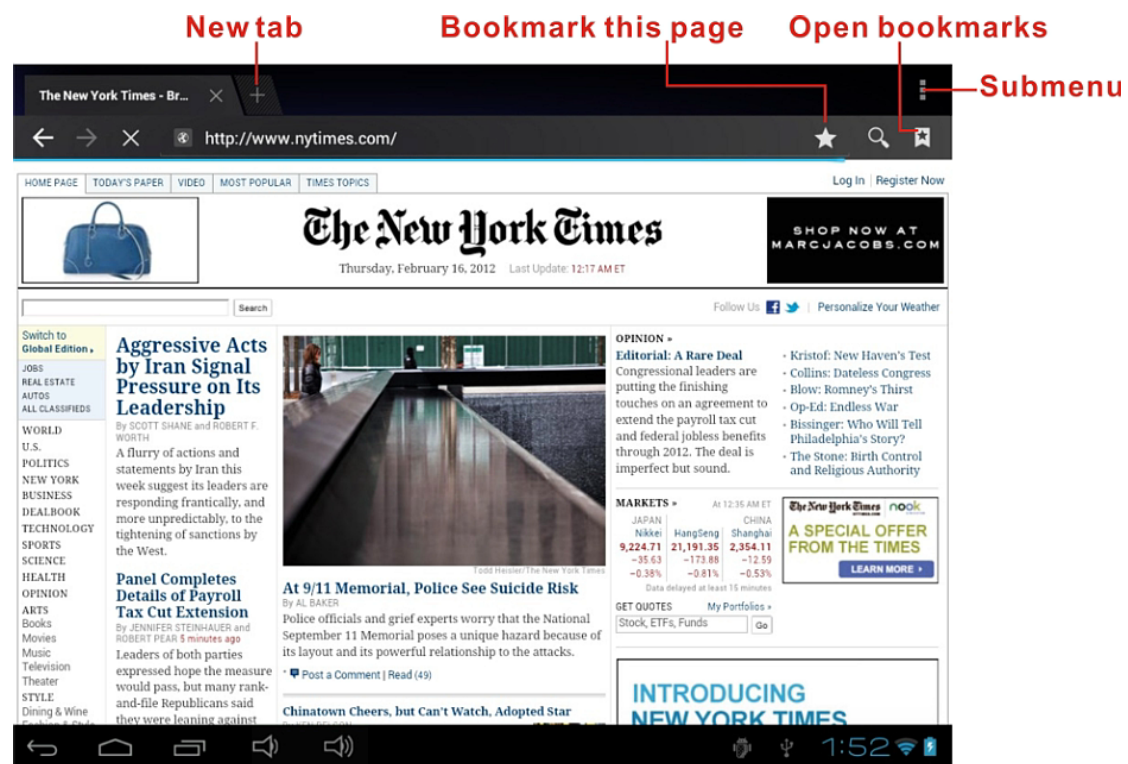 New tab
Bookmark this page
Open bookmarks
Submenu
The New York Times - Br...
http://www.nytimes.com/
HOME PAGE
TODAY'S PAPER
VIDEO
MOST POPULAR
TIMES TOPICS
Log In
Register Now
The New York Times
Thursday, February 16, 2012 Last Update: 12:17 AM ET
SHOP NOW AT
MARCJACOBS.COM
Search
Follow Us
Personalize Your Weather
Switch to
Global Edition
JOBS
REAL ESTATE
AUTOS
ALL CLASSIFIEDS
WORLD
U.S.
POLITICS
NEW YORK
BUSINESS
DEALBOOK
TECHNOLOGY
SPORTS
SCIENCE
HEALTH
OPINION
ARTS
Books
Movies
Music
Television
Theater
STYLE
Dining & Wine
Fashion & Style
Aggressive Acts
by Iran Signal
Pressure on Its
Leadership
By SCOTT SHANE and ROBERT F.
WORTH
A flurry of actions and
statements by Iran this
week suggest its leaders are
responding frantically, and
more unpredictably, to the
tightening of sanctions by
the West.
Panel Completes
Details of Payroll
Tax Cut Extension
By JENNIFER STEINHAUER and
ROBERT PEAR 5 minutes ago
Leaders of both parties
expressed hope the measure
would pass, but many rank-
and-file Republicans said
they were leaning against
Todd Heisler/The New York Times
At 9/11 Memorial, Police See Suicide Risk
By AL BAKER
Police officials and grief experts worry that the National
September 11 Memorial poses a unique hazard because of
its layout and its powerful relationship to the attacks.
Post a Comment | Read (49)
Chinatown Cheers, but Can't Watch, Adopted Star
By KEN BELSON
OPINION »
Editorial: A Rare Deal
Congressional leaders are
putting the finishing
touches on an agreement to
extend the payroll tax cut
and federal jobless benefits
through 2012. The deal is
imperfect but sound.
• Kristof: New Haven's Test
• Collins: Dateless Congress
• Blow: Romney's Thirst
• Op-Ed: Endless War
• Bissinger: Who Will Tell
Philadelphia's Story?
• The Stone: Birth Control
and Religious Authority
MARKETS » At 12:35 AM ET
JAPAN CHINA
Nikkei HangSeng Shanghai
9,224.71 21,191.35 2,354.11
−35.63 −173.88 −12.59
−0.38% −0.81% −0.53%
Data delayed at least 15 minutes
GET QUOTES My Portfolios »
Stock, ETFs, Funds Go
The New York Times nook
NYTIMES.COM
A SPECIAL OFFER
FROM THE TIMES
LEARN MORE
INTRODUCING
NEW YORK TIMES
1:52